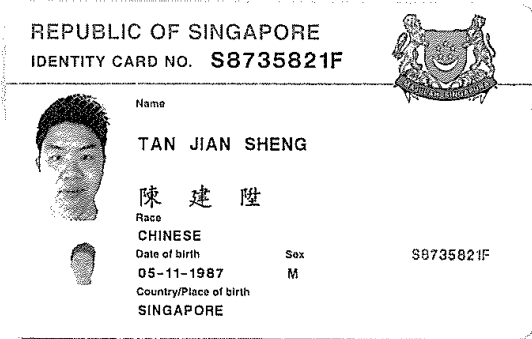 REPUBLIC OF SINGAPORE
IDENTITY CARD NO. S8735821F
Name
TAN JIAN SHENG
陳 建 陞
Race
CHINESE
Date of birth Sex S8735821F
05-11-1987 M
Country/Place of birth
SINGAPORE